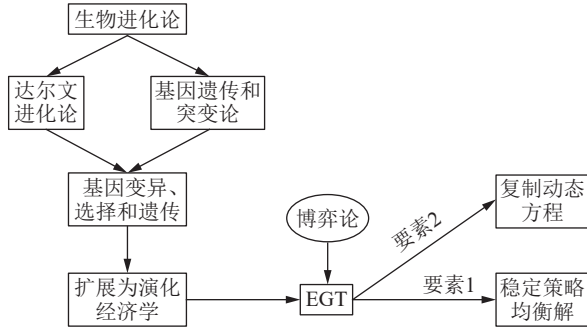 生物进化论
达尔文
进化论
基因遗传和
突变论
基因变异、
选择和遗传
博弈论
复制动态
方程
要素2
扩展为演化
经济学
EGT
要素1
稳定策略
均衡解